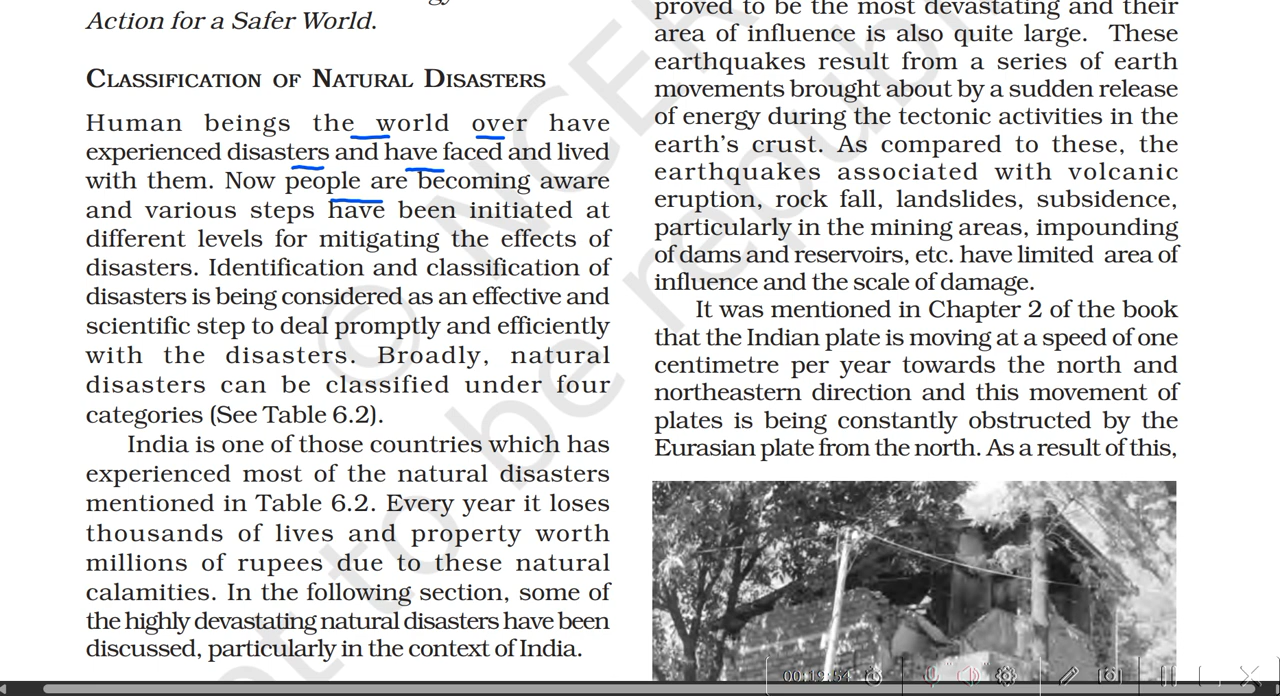 Action for a Safer World.
CLASSIFICATION OF NATURAL DISASTERS
Human beings the world over have
experienced disasters and have faced and lived
with them. Now people are becoming aware
and various steps have been initiated at
different levels for mitigating the effects of
disasters. Identification and classification of
disasters is being considered as an effective and
scientific step to deal promptly and efficiently
with the disasters. Broadly, natural
disasters can be classified under four
categories (See Table 6.2).
India is one of those countries which has
experienced most of the natural disasters
mentioned in Table 6.2. Every year it loses
thousands of lives and property worth
millions of rupees due to these natural
calamities. In the following section, some of
the highly devastating natural disasters have been
discussed, particularly in the context of India.
proved to be the most devastating and their
area of influence is also quite large. These
earthquakes result from a series of earth
movements brought about by a sudden release
of energy during the tectonic activities in the
earth's crust. As compared to these, the
earthquakes associated with volcanic
eruption, rock fall, landslides, subsidence,
particularly in the mining areas, impounding
of dams and reservoirs, etc. have limited area of
influence and the scale of damage.
It was mentioned in Chapter 2 of the book
that the Indian plate is moving at a speed of one
centimetre per year towards the north and
northeastern direction and this movement of
plates is being constantly obstructed by the
Eurasian plate from the north. As a result of this,
00:19:54